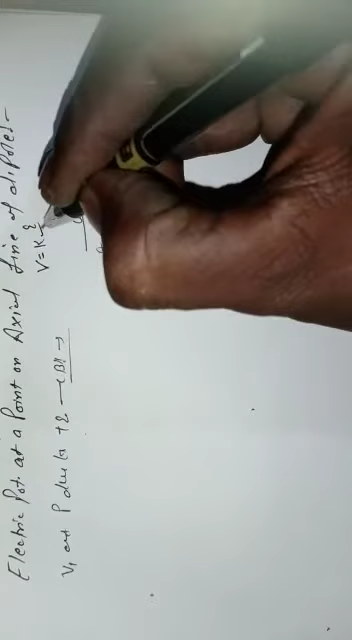 Electric Pot. at a Point on Axial line of dipole:-
V = K q
V₁ at P due to +q — (B) →